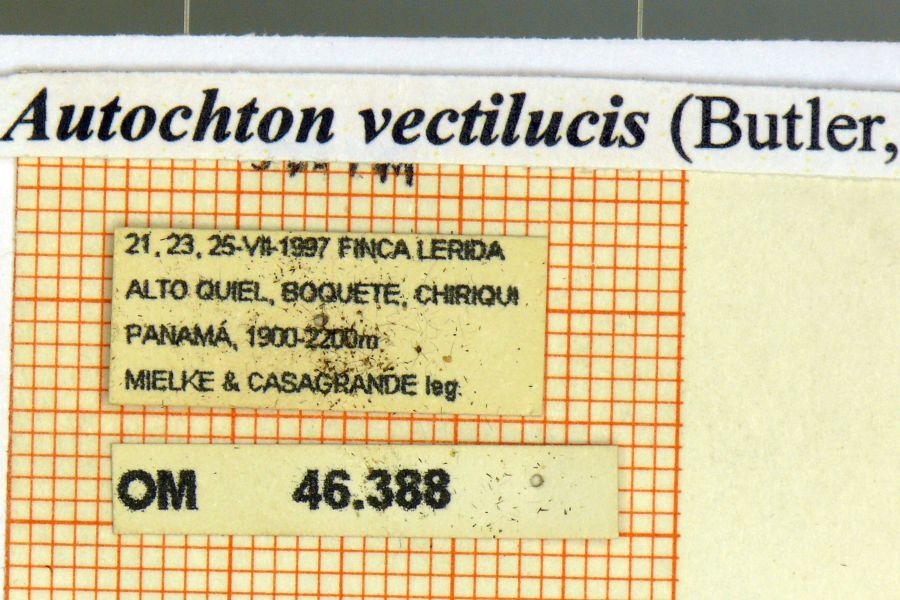 Autochton vectilucis (Butler,
21, 23, 25-VII-1997 FINCA LERIDA
ALTO QUIEL, BOQUETE, CHIRIQUI
PANAMÁ, 1900-2200m
MIELKE & CASAGRANDE leg.
OM 46.388